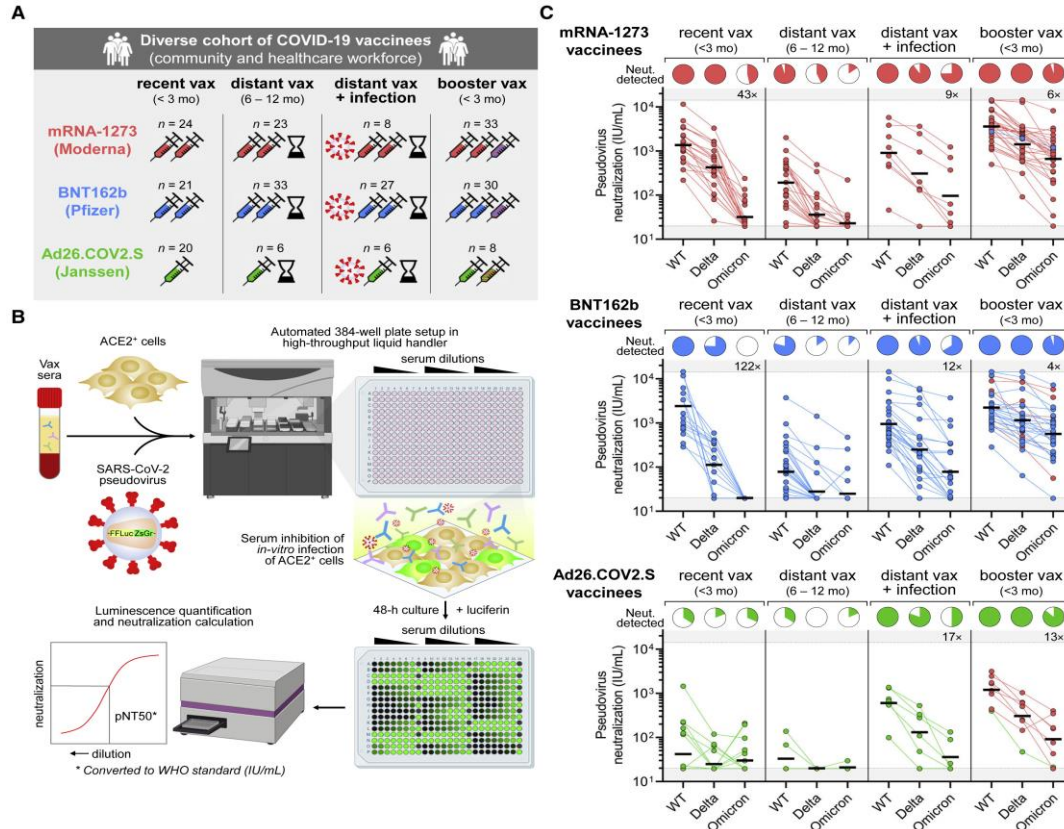 A
Diverse cohort of COVID-19 vaccinees
(community and healthcare workforce)
recent vax
(< 3 mo)
distant vax
(6 – 12 mo)
distant vax
+ infection
booster vax
(< 3 mo)
mRNA-1273
(Moderna)
n = 24
n = 23
n = 8
n = 33
BNT162b
(Pfizer)
n = 21
n = 33
n = 27
n = 30
Ad26.COV2.S
(Janssen)
n = 20
n = 6
n = 6
n = 8
B
Vax
sera
ACE2+ cells
SARS-CoV-2
pseudovirus
-FFLuc ZsGr-
Automated 384-well plate setup in
high-throughput liquid handler
serum dilutions
Serum inhibition of
in-vitro infection
of ACE2+ cells
48-h culture
+ luciferin
serum dilutions
Luminescence quantification
and neutralization calculation
neutralization
pNT50*
dilution
* Converted to WHO standard (IU/mL)
C
mRNA-1273
vaccinees
recent vax
(<3 mo)
distant vax
(6 – 12 mo)
distant vax
+ infection
booster vax
(<3 mo)
Neut.
detected
43×
9×
6×
Pseudovirus
neutralization (IU/mL)
10⁴
10³
10²
10¹
WT
Delta
Omicron
WT
Delta
Omicron
WT
Delta
Omicron
WT
Delta
Omicron
BNT162b
vaccinees
recent vax
(<3 mo)
distant vax
(6 – 12 mo)
distant vax
+ infection
booster vax
(<3 mo)
Neut.
detected
122×
12×
4×
Pseudovirus
neutralization (IU/mL)
10⁴
10³
10²
10¹
WT
Delta
Omicron
WT
Delta
Omicron
WT
Delta
Omicron
WT
Delta
Omicron
Ad26.COV2.S
vaccinees
recent vax
(<3 mo)
distant vax
(6 – 12 mo)
distant vax
+ infection
booster vax
(<3 mo)
Neut.
detected
17×
13×
Pseudovirus
neutralization (IU/mL)
10⁴
10³
10²
10¹
WT
Delta
Omicron
WT
Delta
Omicron
WT
Delta
Omicron
WT
Delta
Omicron